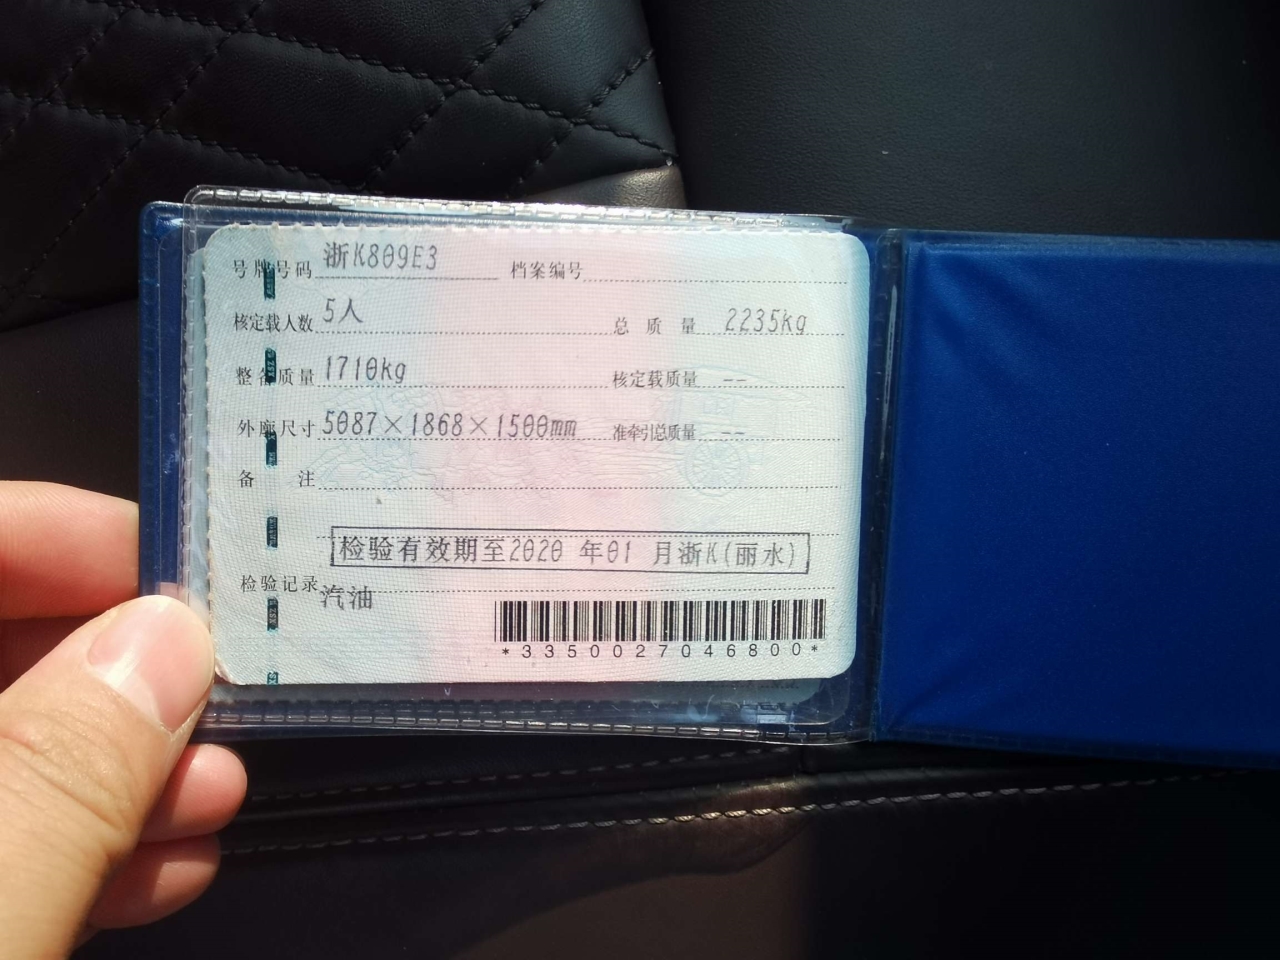 号牌号码 浙K809E3 档案编号
核定载人数 5人 总质量 2235kg
整备质量 1710kg 核定载质量 --
外廓尺寸 5087×1868×1500mm 准牵引总质量 --
备注
检验有效期至2020 年01 月浙K(丽水)
检验记录
汽油
*3350027046800*